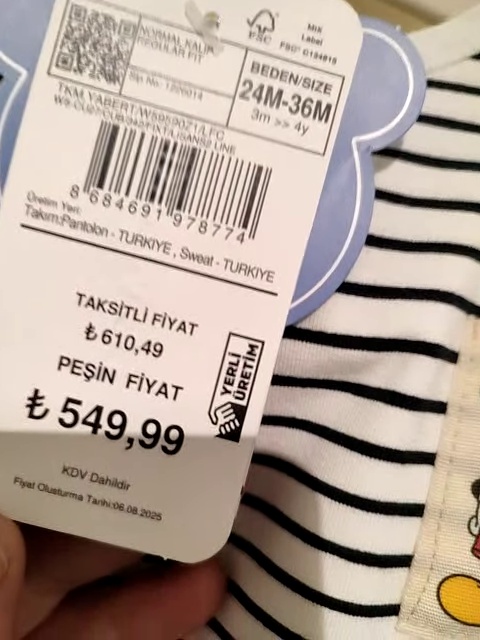 NORMAL KALIP
REGULAR FIT
FSC
MIX
Label
BEDEN/SIZE
24M-36M
3m >> 4y
8 684691 978774
Üretim Yeri:
Takım:Pantolon - TURKIYE , Sweat - TURKIYE
TAKSİTLİ FİYAT
₺ 610,49
PEŞİN FİYAT
₺ 549,99
YERLİ
ÜRETİM
KDV Dahildir
Fiyat Olusturma Tarihi:06.08.2025